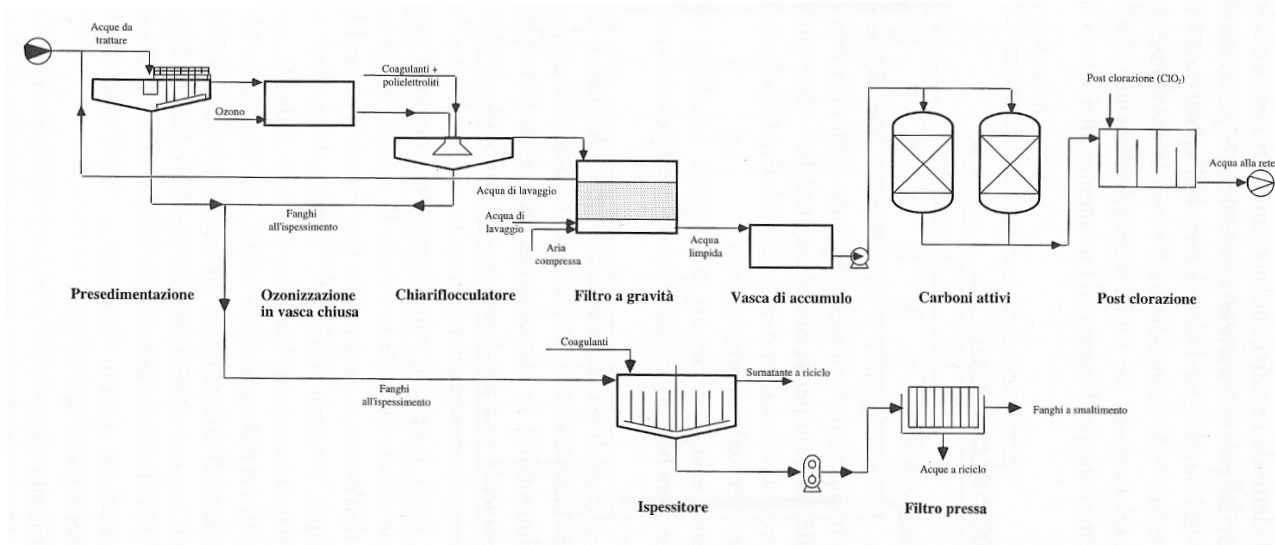 Acque da
trattare
Ozono
Coagulanti +
polielettroliti
Acqua di lavaggio
Fanghi
all'ispessimento
Acqua di
lavaggio
Aria
compressa
Acqua
limpida
Post clorazione (ClO₂)
Acqua alla rete
Presedimentazione
Ozonizzazione
in vasca chiusa
Chiariflocculatore
Filtro a gravità
Vasca di accumulo
Carboni attivi
Post clorazione
Coagulanti
Fanghi
all'ispessimento
Surnatante a riciclo
Fanghi a smaltimento
Acque a riciclo
Ispessitore
Filtro pressa